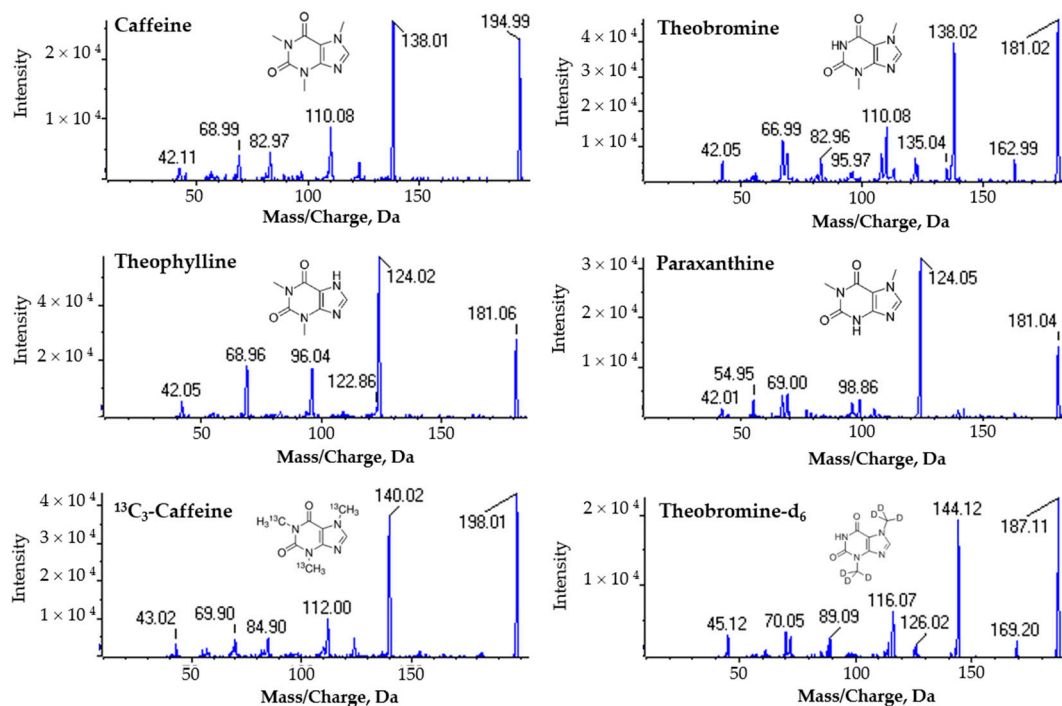 Caffeine
Intensity
2 × 10⁴
1 × 10⁴
42.11
68.99
82.97
110.08
138.01
194.99
50
100
150
Mass/Charge, Da
O
N
N
O
N
N
Theobromine
Intensity
4 × 10⁴
3 × 10⁴
2 × 10⁴
1 × 10⁴
42.05
66.99
82.96
95.97
110.08
135.04
138.02
162.99
181.02
50
100
150
Mass/Charge, Da
O
HN
N
O
N
N
Theophylline
Intensity
4 × 10⁴
2 × 10⁴
42.05
68.96
96.04
122.86
124.02
181.06
50
100
150
Mass/Charge, Da
O
H
N
N
O
N
N
Paraxanthine
Intensity
3 × 10⁴
2 × 10⁴
1 × 10⁴
42.01
54.95
69.00
98.86
124.05
181.04
50
100
150
Mass/Charge, Da
O
N
N
O
N
H
N
¹³C₃-Caffeine
Intensity
4 × 10⁴
3 × 10⁴
2 × 10⁴
1 × 10⁴
43.02
69.90
84.90
112.00
140.02
198.01
50
100
150
Mass/Charge, Da
O
¹³CH₃
H₃¹³C
N
N
O
N
N
¹³CH₃
Theobromine-d₆
Intensity
2 × 10⁴
1 × 10⁴
45.12
70.05
89.09
116.07
126.02
144.12
169.20
187.11
50
100
150
Mass/Charge, Da
D
D
D
O
HN
N
O
N
N
D
D
D